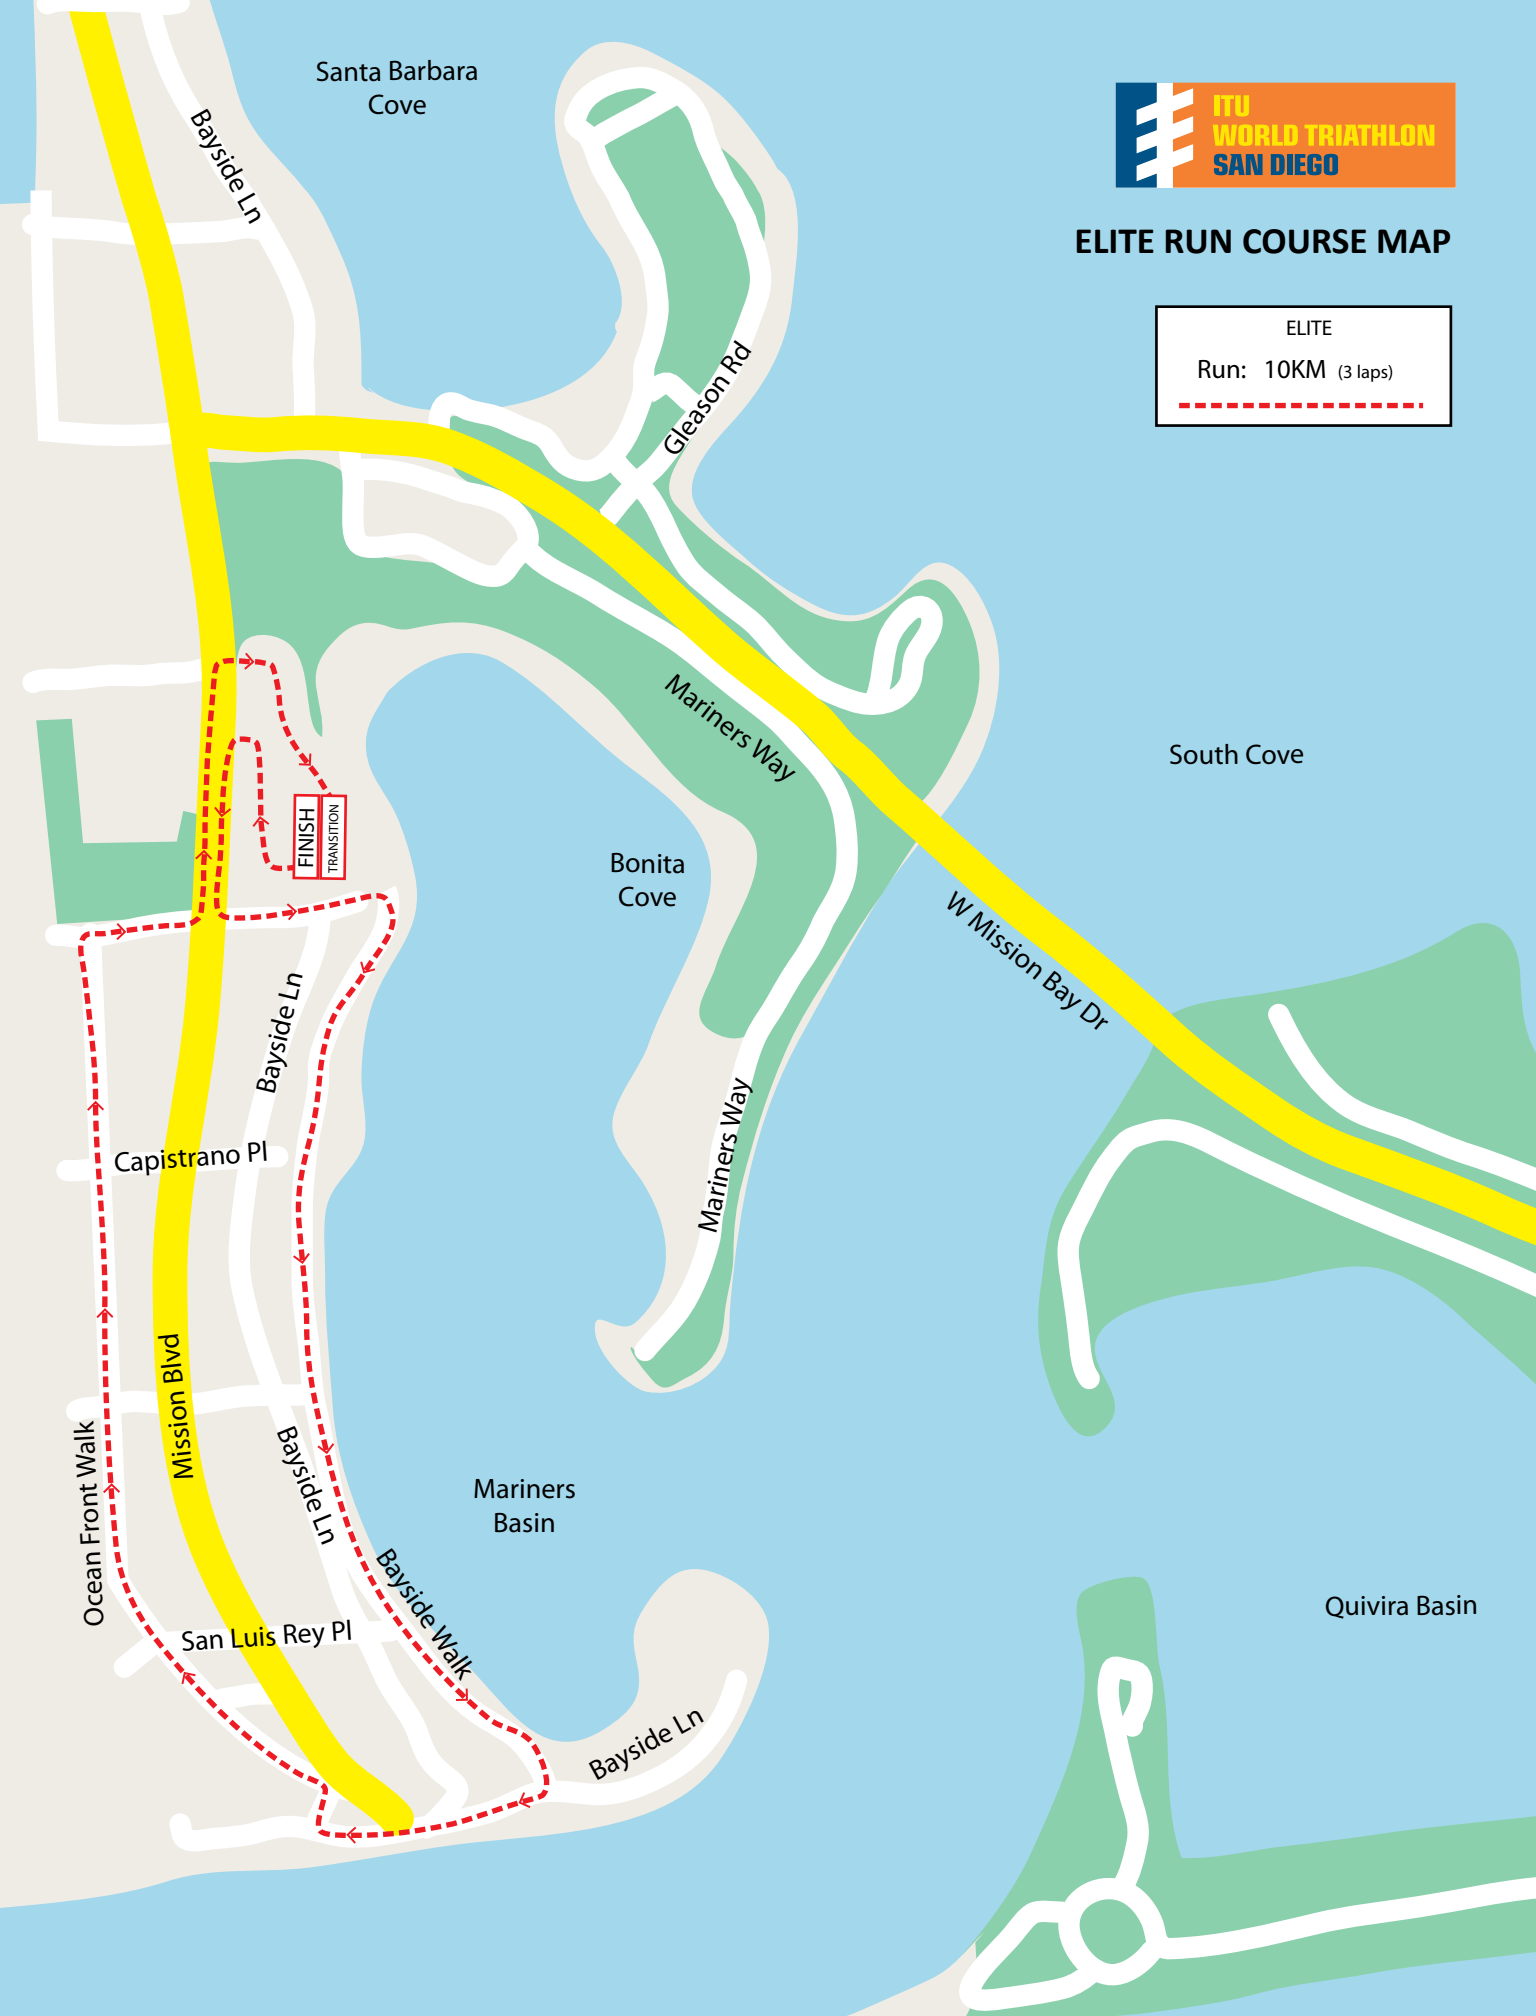 Santa Barbara
Cove
ITU
WORLD TRIATHLON
SAN DIEGO
ELITE RUN COURSE MAP
ELITE
Run: 10KM (3 laps)
Bayside Ln
Gleason Rd
Mariners Way
South Cove
FINISH
TRANSITION
Bonita
Cove
W Mission Bay Dr
Bayside Ln
Mariners Way
Capistrano Pl
Mission Blvd
Ocean Front Walk
Bayside Ln
Mariners
Basin
Bayside Walk
San Luis Rey Pl
Bayside Ln
Quivira Basin